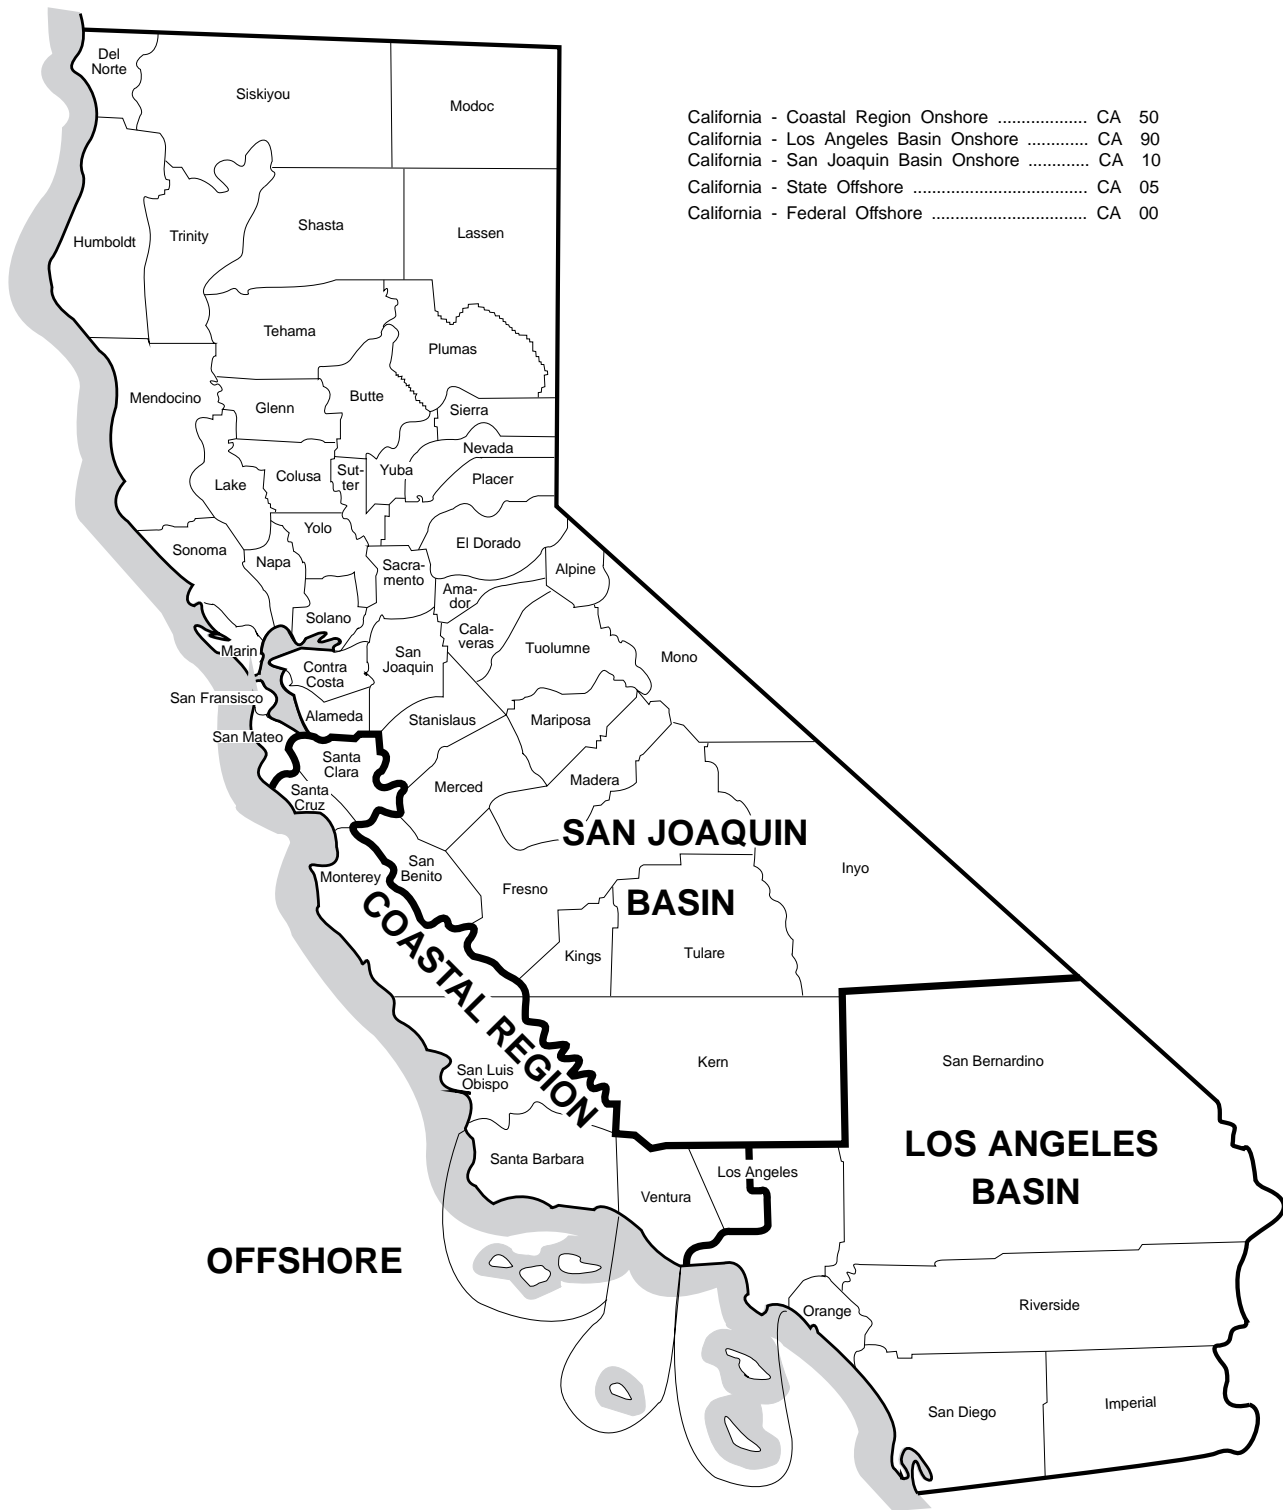 Del
Norte
Siskiyou
Modoc
California - Coastal Region Onshore ................... CA 50
California - Los Angeles Basin Onshore ............. CA 90
California - San Joaquin Basin Onshore ............. CA 10
California - State Offshore ..................................... CA 05
California - Federal Offshore ................................. CA 00
Humboldt
Trinity
Shasta
Lassen
Tehama
Plumas
Mendocino
Glenn
Butte
Sierra
Nevada
Lake
Colusa
Sut-
ter
Yuba
Placer
Yolo
Sonoma
Napa
Sacra-
mento
El Dorado
Alpine
Ama-
dor
Solano
Cala-
veras
Marin
Contra
Costa
San
Joaquin
Tuolumne
Mono
San Fransisco
Alameda
Stanislaus
Mariposa
San Mateo
Santa
Clara
Santa
Cruz
Merced
Madera
SAN JOAQUIN
BASIN
Monterey
San
Benito
Fresno
Inyo
Kings
Tulare
COASTAL REGION
San Luis
Obispo
Kern
San Bernardino
LOS ANGELES
BASIN
Santa Barbara
Ventura
Los Angeles
OFFSHORE
Orange
Riverside
San Diego
Imperial